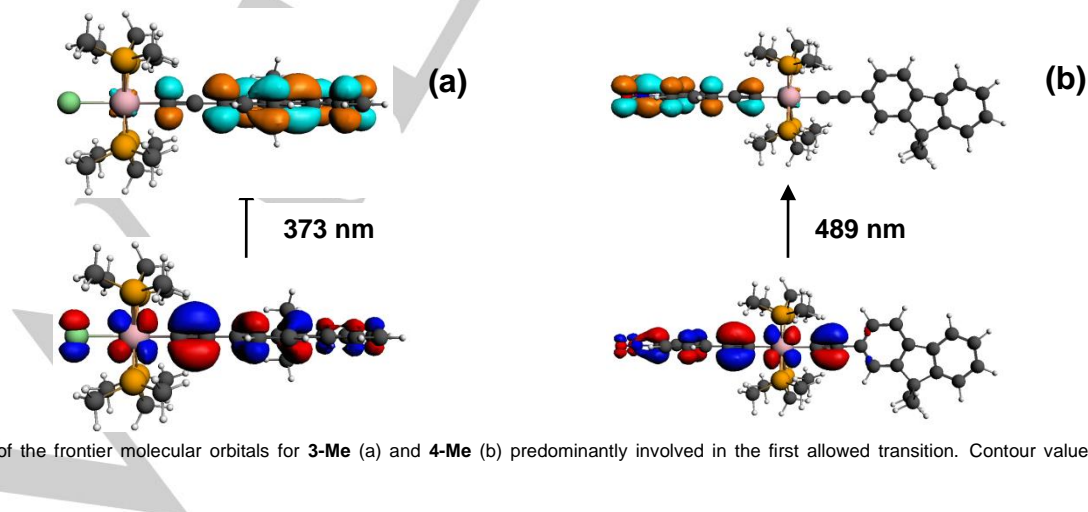 (a)
(b)
373 nm
489 nm
of the frontier molecular orbitals for 3-Me (a) and 4-Me (b) predominantly involved in the first allowed transition. Contour value